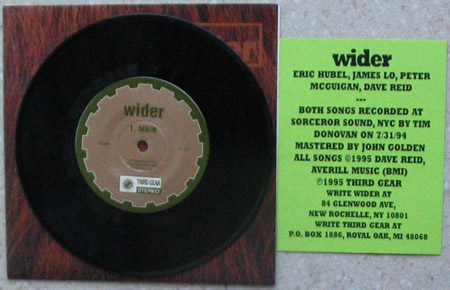 wider
1. MAIN
THIRD GEAR
STEREO
wider
ERIC HUBEL, JAMES LO, PETER
MCGUIGAN, DAVE REID
***
BOTH SONGS RECORDED AT
SORCEROR SOUND, NYC BY TIM
DONOVAN ON 7/31/94
MASTERED BY JOHN GOLDEN
ALL SONGS ©1995 DAVE REID,
AVERILL MUSIC (BMI)
℗1995 THIRD GEAR
WRITE WIDER AT
84 GLENWOOD AVE,
NEW ROCHELLE, NY 10801
WRITE THIRD GEAR AT
P.O. BOX 1886, ROYAL OAK, MI 48068